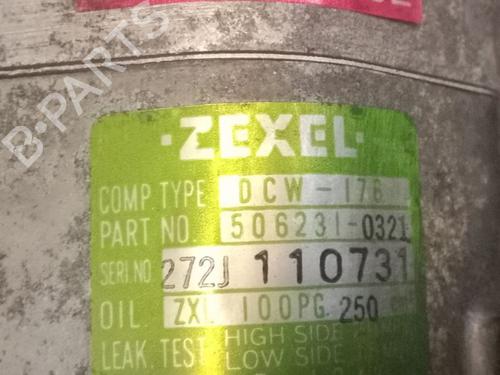 ZEXEL
COMP. TYPE DCW-176
PART NO. 506231-0321
SERI.NO 272J 110731
OIL ZXL 100PG 250
LEAK. TEST HIGH SIDE
LOW SIDE
B-PARTS